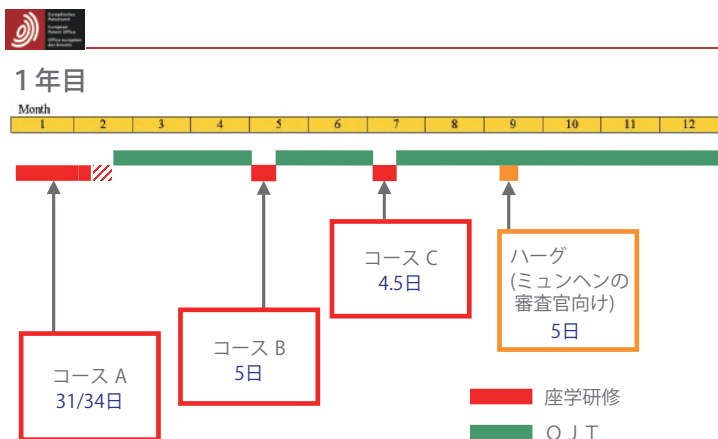 Europäisches
Patentamt
European
Patent Office
Office européen
des brevets
1年目
Month
1 2 3 4 5 6 7 8 9 10 11 12
コース C
4.5日
ハーグ
(ミュンヘンの
審査官向け)
5日
コース B
5日
コース A
31/34日
座学研修
OJT